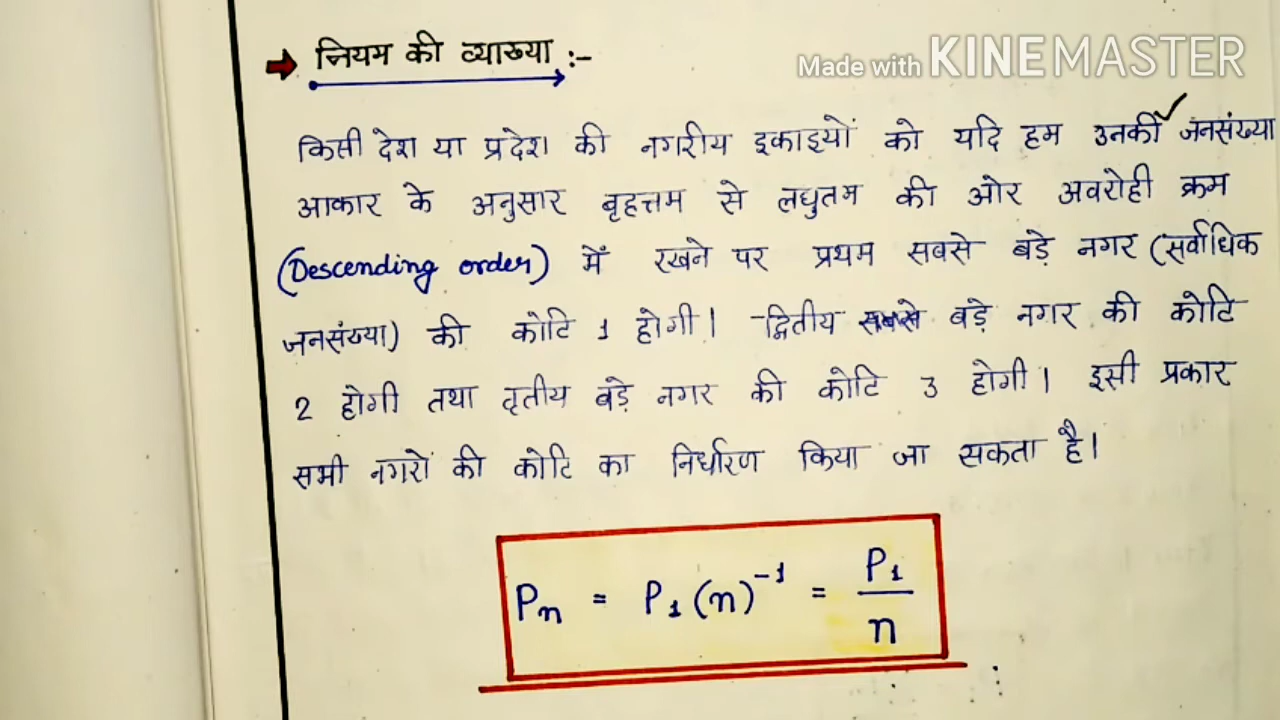 Made with KINEMASTER
नियम की व्याख्या :-
किसी देश या प्रदेश की नगरीय इकाइयों को यदि हम उनकी जनसंख्या
आकार के अनुसार बृहत्तम से लघुतम की ओर अवरोही क्रम
(Descending order) में रखने पर प्रथम सबसे बड़े नगर (सर्वाधिक
जनसंख्या) की कोटि 1 होगी। द्वितीय सबसे बड़े नगर की कोटि
2 होगी तथा तृतीय बड़े नगर की कोटि 3 होगी। इसी प्रकार
सभी नगरों की कोटि का निर्धारण किया जा सकता है।
Pn = P1(n)⁻¹ = P1/n